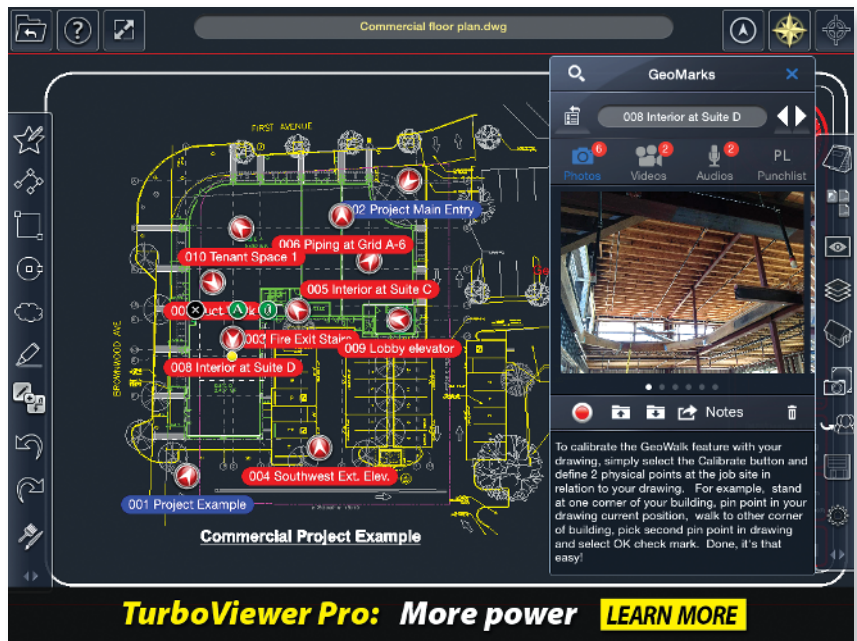 Commercial floor plan.dwg
GeoMarks
008 Interior at Suite D
6
2
2
PL
Photos
Videos
Audios
Punchlist
FIRST AVENUE
002 Project Main Entry
006 Piping at Grid A-6
010 Tenant Space 1
005 Interior at Suite C
003 Fire Exit Stairs
009 Lobby elevator
008 Interior at Suite D
BROWNWOOD AVE
004 Southwest Ext. Elev.
001 Project Example
Commercial Project Example
Notes
To calibrate the GeoWalk feature with your
drawing, simply select the Calibrate button and
define 2 physical points at the job site in
relation to your drawing. For example, stand
at one corner of your building, pin point in your
drawing current position, walk to other corner
of building, pick second pin point in drawing
and select OK check mark. Done, it's that
easy!
TurboViewer Pro: More power LEARN MORE